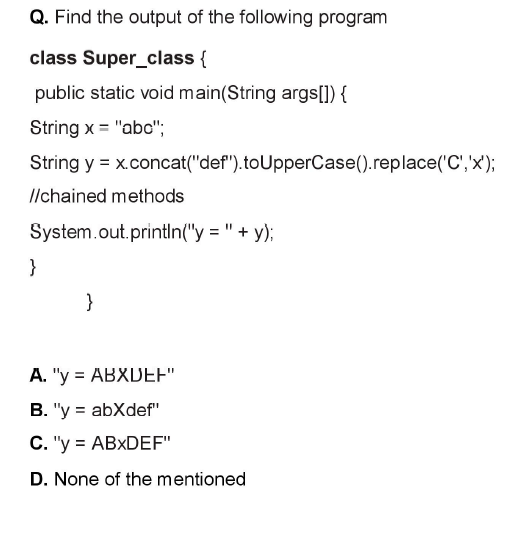 Q. Find the output of the following program
class Super_class {
public static void main(String args[]) {
String x = "abc";
String y = x.concat("def").toUpperCase().replace('C','x');
//chained methods
System.out.println("y = " + y);
}
}
A. "y = ABXDEF"
B. "y = abXdef"
C. "y = ABxDEF"
D. None of the mentioned